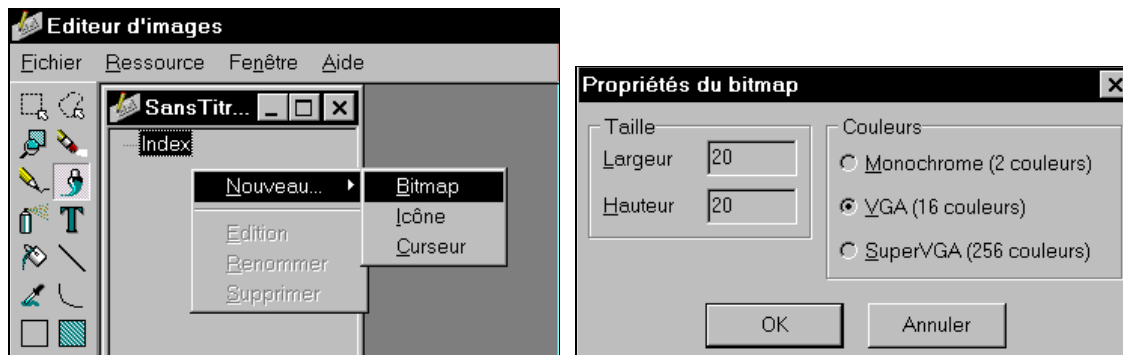 Editeur d'images
Fichier Ressource Fenêtre Aide
SansTitr...
Index
Nouveau...
Edition
Renommer
Supprimer
Bitmap
Icône
Curseur
T
Propriétés du bitmap
Taille
Largeur 20
Hauteur 20
Couleurs
Monochrome (2 couleurs)
VGA (16 couleurs)
SuperVGA (256 couleurs)
OK Annuler